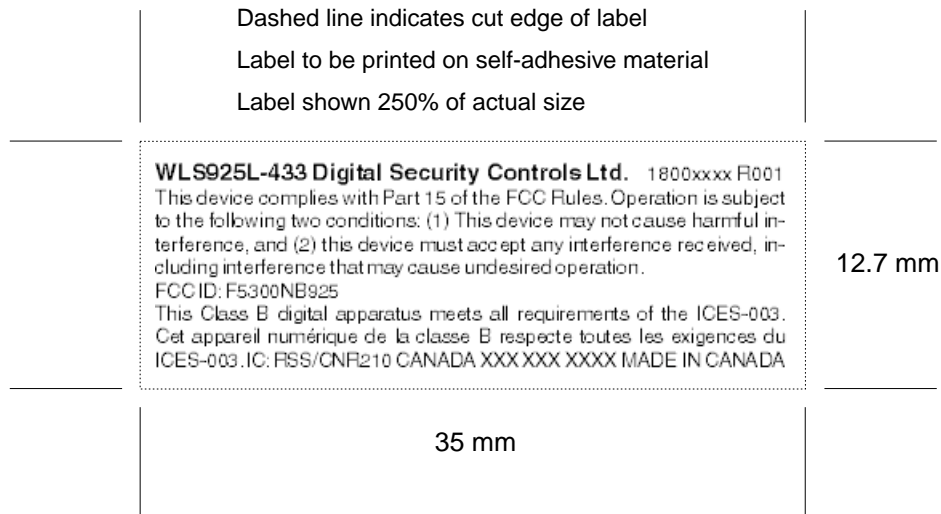 Dashed line indicates cut edge of label
Label to be printed on self-adhesive material
Label shown 250% of actual size
WLS925L-433 Digital Security Controls Ltd. 1800xxxx R001
This device complies with Part 15 of the FCC Rules. Operation is subject
to the following two conditions: (1) This device may not cause harmful in-
terference, and (2) this device must accept any interference received, in-
cluding interference that may cause undesired operation.
FCC ID: F5300NB925
This Class B digital apparatus meets all requirements of the ICES-003.
Cet appareil numérique de la classe B respecte toutes les exigences du
ICES-003. IC: RSS/CNR210 CANADA XXX XXX XXXX MADE IN CANADA
12.7 mm
35 mm